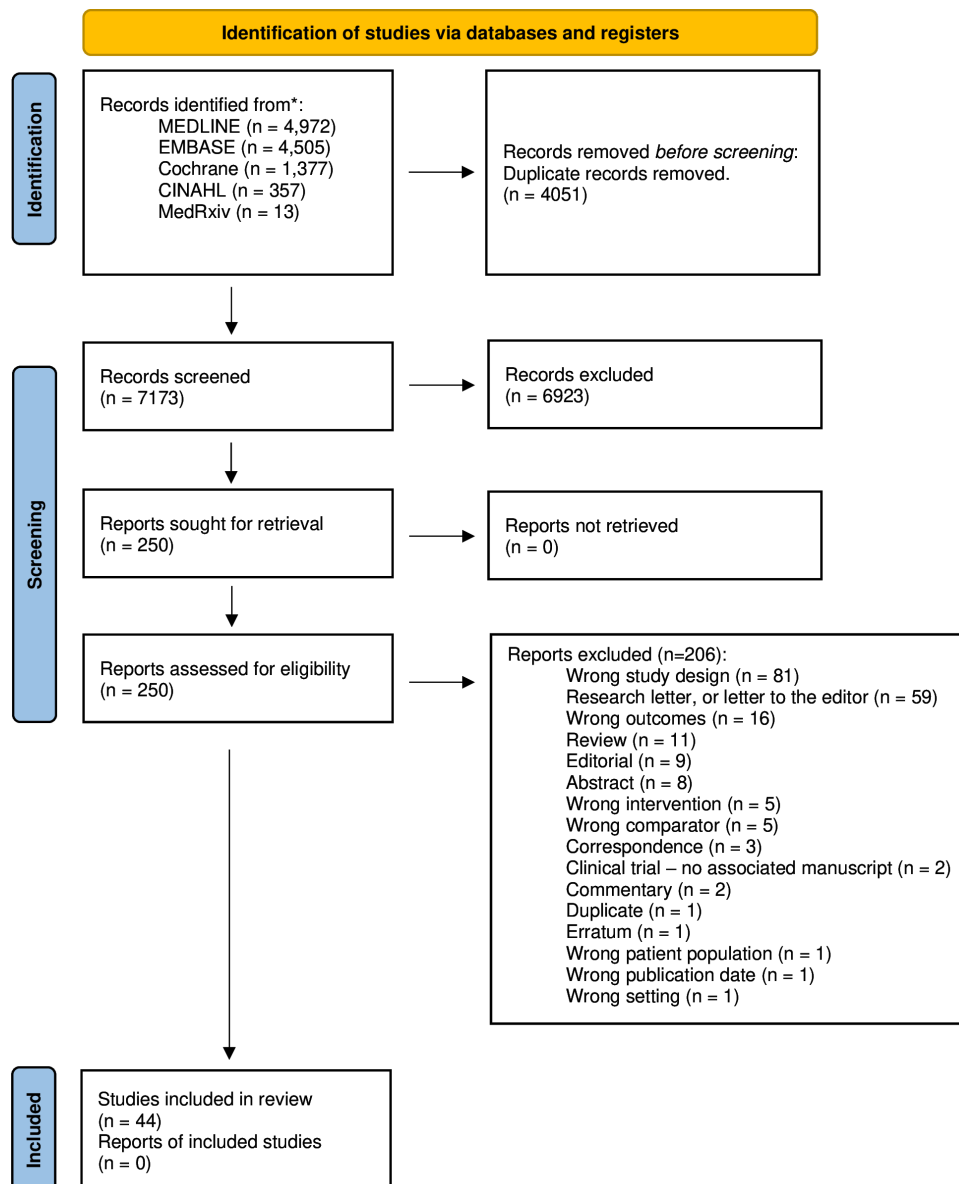 Identification of studies via databases and registers
Identification
Records identified from*:
MEDLINE (n = 4,972)
EMBASE (n = 4,505)
Cochrane (n = 1,377)
CINAHL (n = 357)
MedRxiv (n = 13)
Records removed before screening:
Duplicate records removed.
(n = 4051)
Screening
Records screened
(n = 7173)
Records excluded
(n = 6923)
Reports sought for retrieval
(n = 250)
Reports not retrieved
(n = 0)
Reports assessed for eligibility
(n = 250)
Reports excluded (n=206):
Wrong study design (n = 81)
Research letter, or letter to the editor (n = 59)
Wrong outcomes (n = 16)
Review (n = 11)
Editorial (n = 9)
Abstract (n = 8)
Wrong intervention (n = 5)
Wrong comparator (n = 5)
Correspondence (n = 3)
Clinical trial – no associated manuscript (n = 2)
Commentary (n = 2)
Duplicate (n = 1)
Erratum (n = 1)
Wrong patient population (n = 1)
Wrong publication date (n = 1)
Wrong setting (n = 1)
Included
Studies included in review
(n = 44)
Reports of included studies
(n = 0)